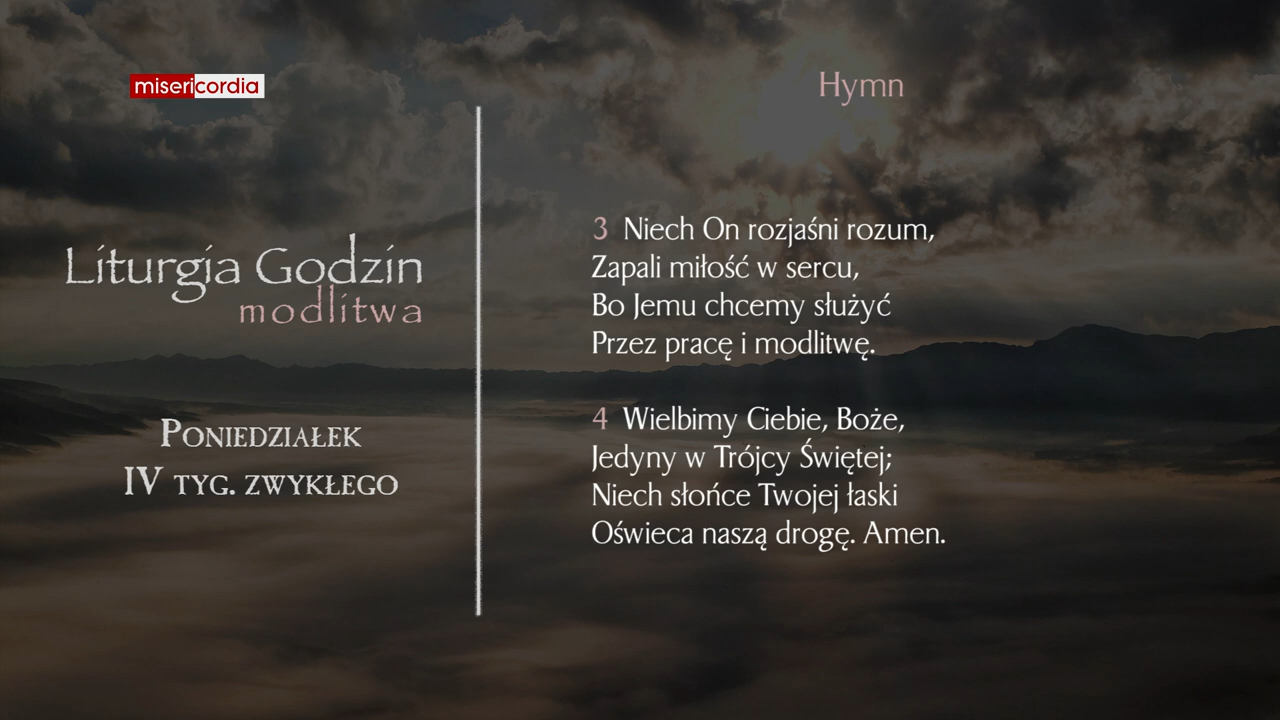 misericordia
Liturgia Godzin
modlitwa
Poniedziałek
IV tyg. zwykłego
Hymn
3 Niech On rozjaśni rozum,
Zapali miłość w sercu,
Bo Jemu chcemy służyć
Przez pracę i modlitwę.
4 Wielbimy Ciebie, Boże,
Jedyny w Trójcy Świętej;
Niech słońce Twojej łaski
Oświeca naszą drogę. Amen.